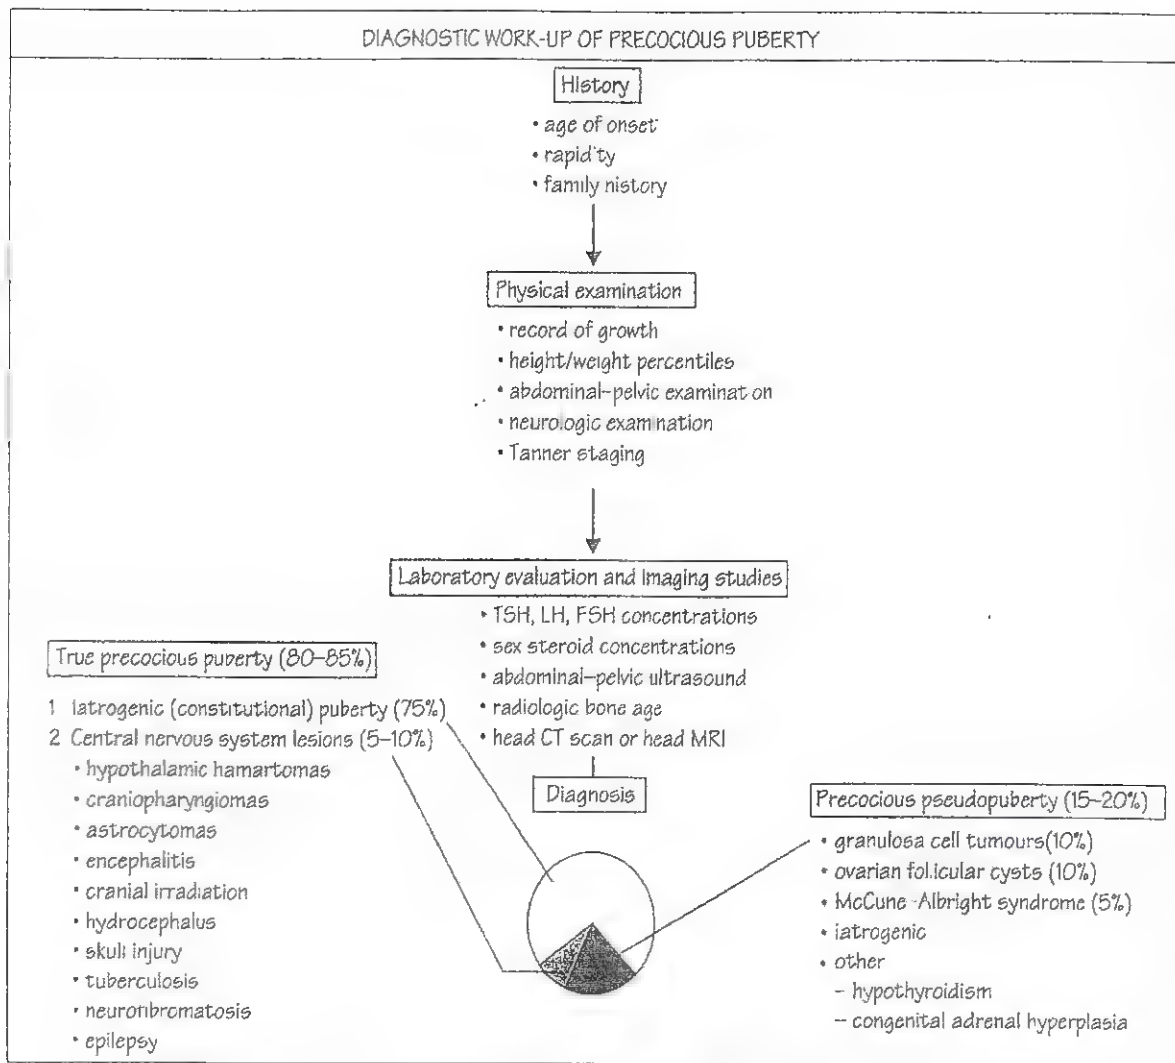 DIAGNOSTIC WORK-UP OF PRECOCIOUS PUBERTY
History
• age of onset
• rapidity
• family nistory
Physical examination
• record of growth
• height/weight percentiles
• abdominal-pelvic examination
• neurologic examination
• Tanner staging
Laboratory evaluation and imaging studies
• TSH, LH, FSH concentrations
• sex steroid concentrations
• abdominal-pelvic ultrasound
• radiologic bone age
• head CT scan or head MRI
Diagnosis
True precocious puberty (80-85%)
1 Iatrogenic (constitutional) puberty (75%)
2 Central nervous system lesions (5-10%)
• hypothalamic hamartomas
• craniopharyngiomas
• astrocytomas
• encephalitis
• cranial irradiation
• hydrocephalus
• skull injury
• tuberculosis
• neurofibromatosis
• epilepsy
Precocious pseudopuberty (15-20%)
• granulosa cell tumours(10%)
• ovarian follicular cysts (10%)
• McCune-Albright syndrome (5%)
• iatrogenic
• other
– hypothyroidism
– congenital adrenal hyperplasia